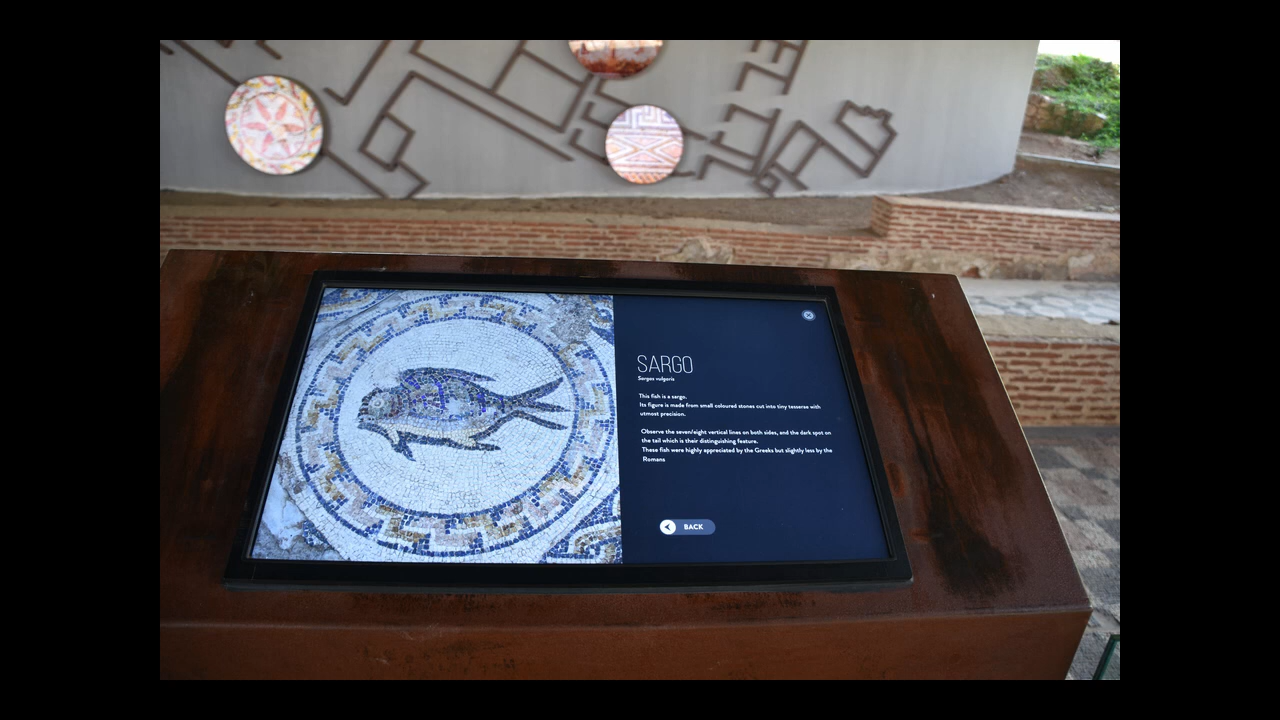 SARGO
Sargos vulgaris
This fish is a sargo.
Its figure is made from small coloured stones cut into tiny tesserae with
utmost precision.
Observe the seven/eight vertical lines on both sides, and the dark spot on
the tail which is their distinguishing feature.
These fish were highly appreciated by the Greeks but slightly less by the
Romans
BACK